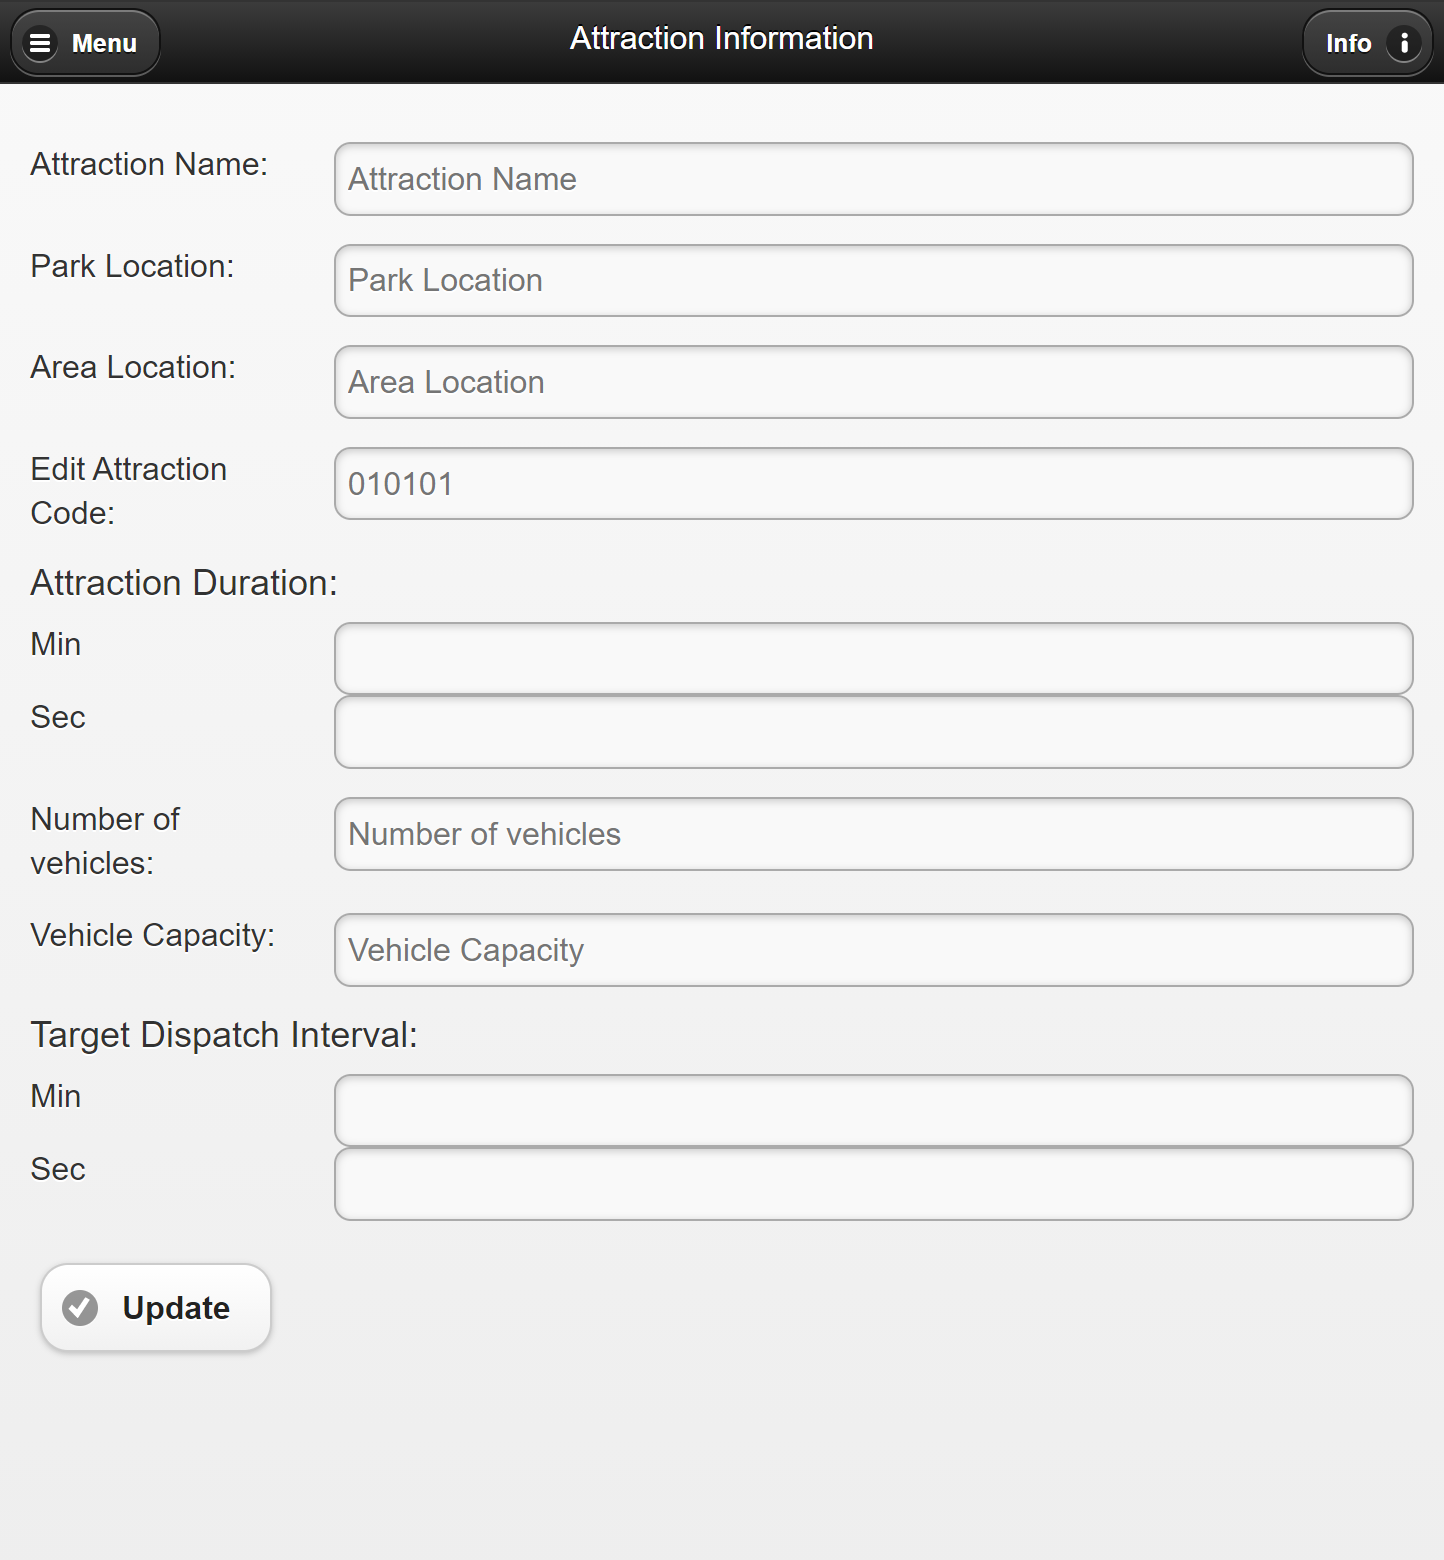 Menu
Attraction Information
Info
Attraction Name:
Attraction Name
Park Location:
Park Location
Area Location:
Area Location
Edit Attraction
Code:
010101
Attraction Duration:
Min
Sec
Number of
vehicles:
Number of vehicles
Vehicle Capacity:
Vehicle Capacity
Target Dispatch Interval:
Min
Sec
Update